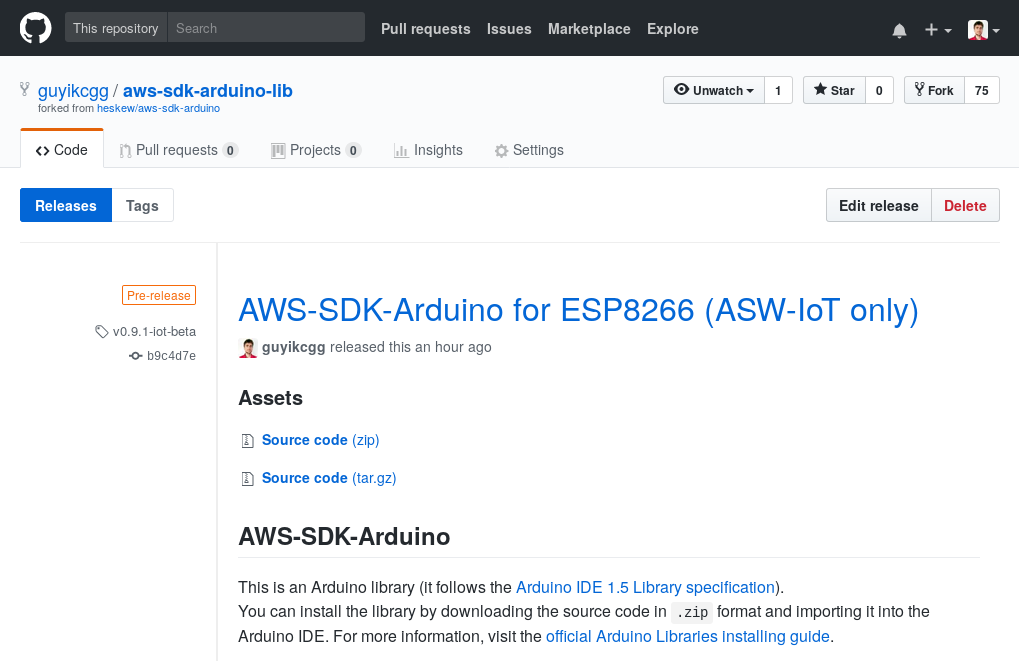 This repository Search Pull requests Issues Marketplace Explore
guyikcgg / aws-sdk-arduino-lib
forked from heskew/aws-sdk-arduino
Unwatch 1 Star 0 Fork 75
Code Pull requests 0 Projects 0 Insights Settings
Releases Tags Edit release Delete
Pre-release
v0.9.1-iot-beta
b9c4d7e
AWS-SDK-Arduino for ESP8266 (ASW-IoT only)
guyikcgg released this an hour ago
Assets
Source code (zip)
Source code (tar.gz)
AWS-SDK-Arduino
This is an Arduino library (it follows the Arduino IDE 1.5 Library specification).
You can install the library by downloading the source code in .zip format and importing it into the
Arduino IDE. For more information, visit the official Arduino Libraries installing guide.